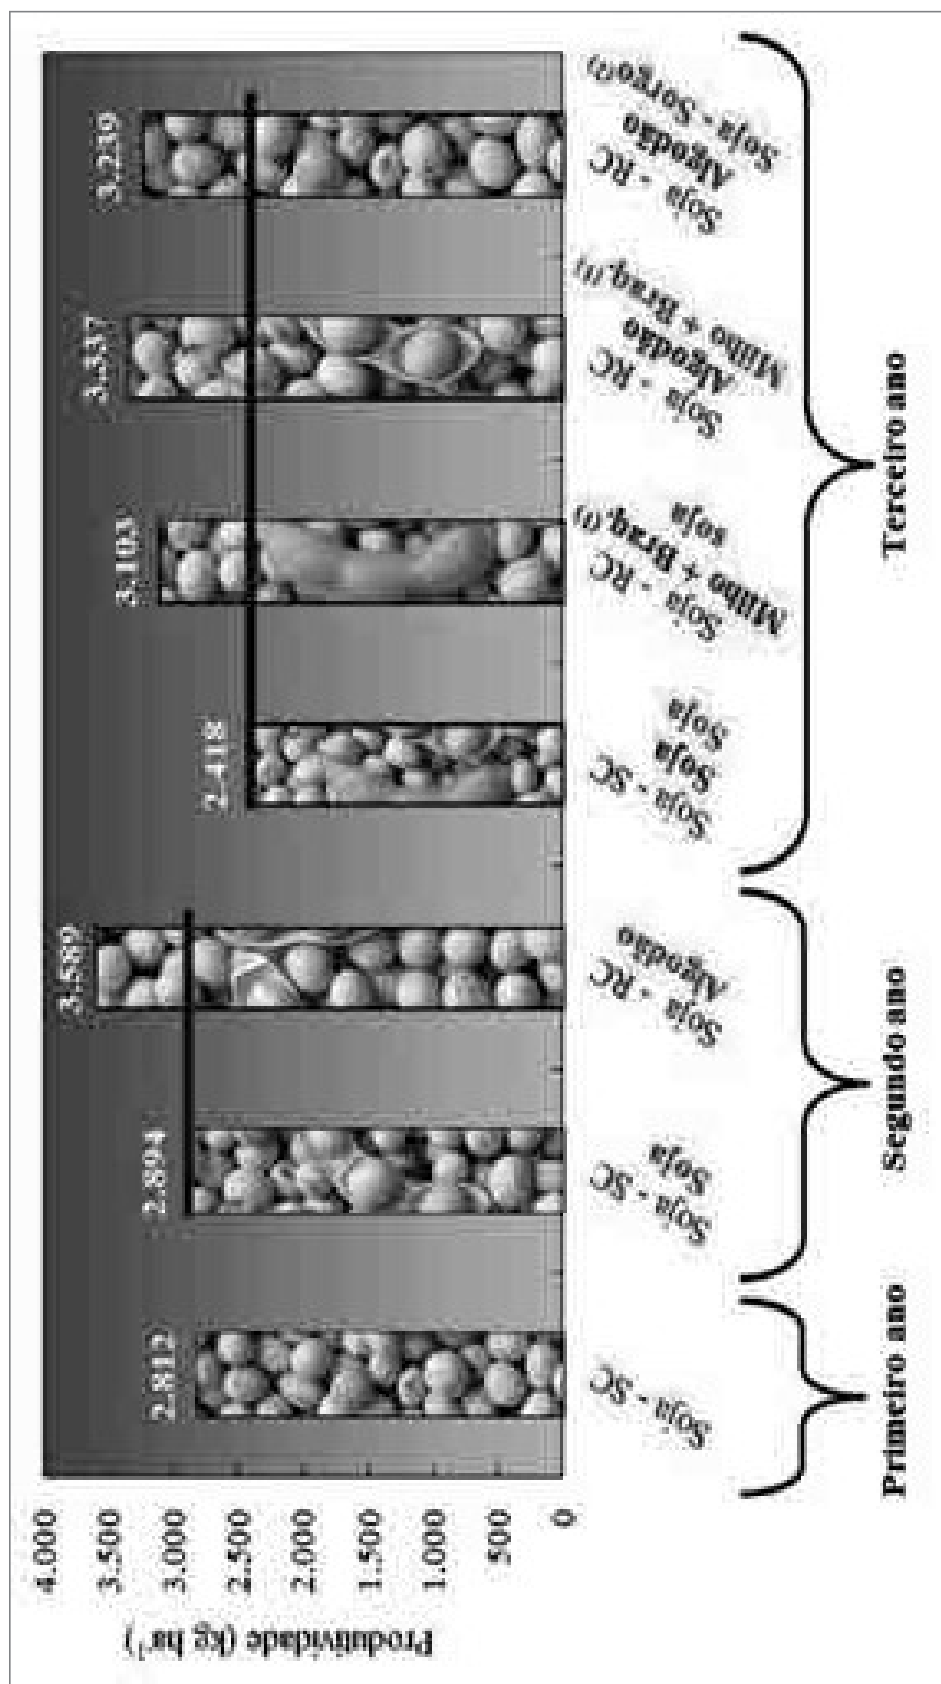 Produtividade (kg ha⁻¹)
4.000
3.500
3.000
2.500
2.000
1.500
1.000
500
0
2.894
3.589
2.418
3.103
3.337
3.239
Soja - SC
Soja - SC
Soja
Soja - RC
Algodão
Soja - SC
Soja
Soja
Soja - RC
Milho + Braq.(1)
soja
Soja - RC
Algodão
Milho + Braq.(1)
Soja - RC
Algodão
Soja - Sorgo(2)
Primeiro ano
Segundo ano
Terceiro ano